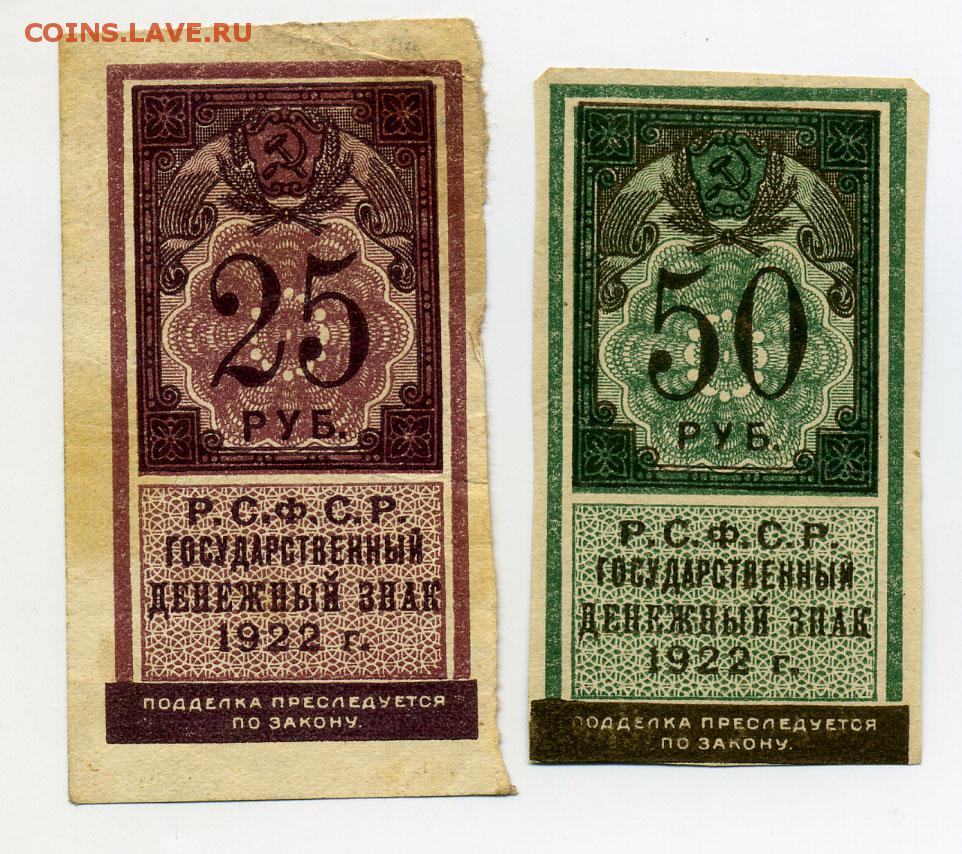 COINS.LAVE.RU
25
РУБ.
Р.С.Ф.С.Р.
ГОСУДАРСТВЕННЫЙ
ДЕНЕЖНЫЙ ЗНАК
1922 г.
ПОДДЕЛКА ПРЕСЛЕДУЕТСЯ
ПО ЗАКОНУ.
50
РУБ.
Р.С.Ф.С.Р.
ГОСУДАРСТВЕННЫЙ
ДЕНЕЖНЫЙ ЗНАК
1922 г.
ПОДДЕЛКА ПРЕСЛЕДУЕТСЯ
ПО ЗАКОНУ.